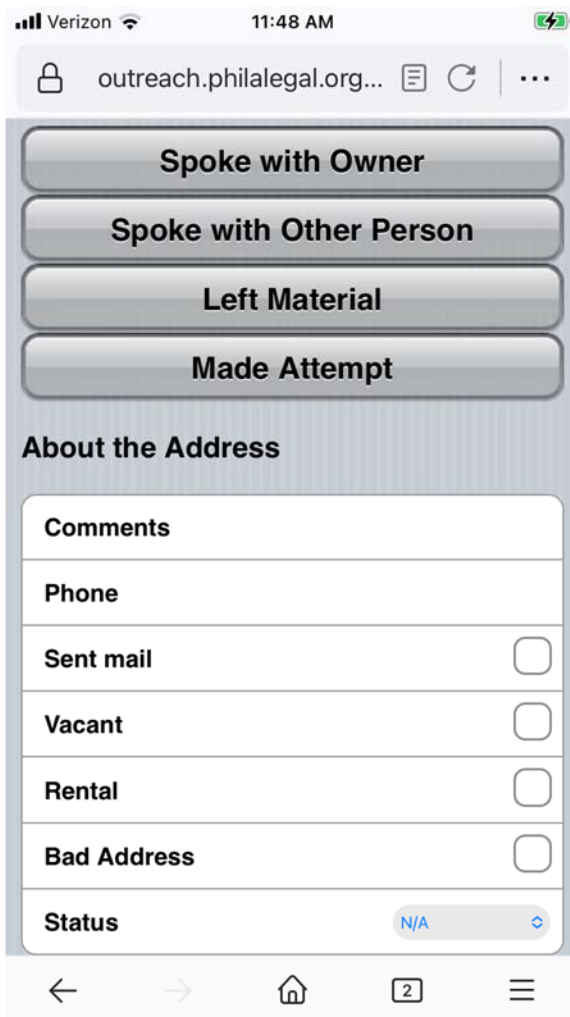 Verizon 11:48 AM
outreach.philalegal.org...
Spoke with Owner
Spoke with Other Person
Left Material
Made Attempt
About the Address
Comments
Phone
Sent mail
Vacant
Rental
Bad Address
Status N/A
2